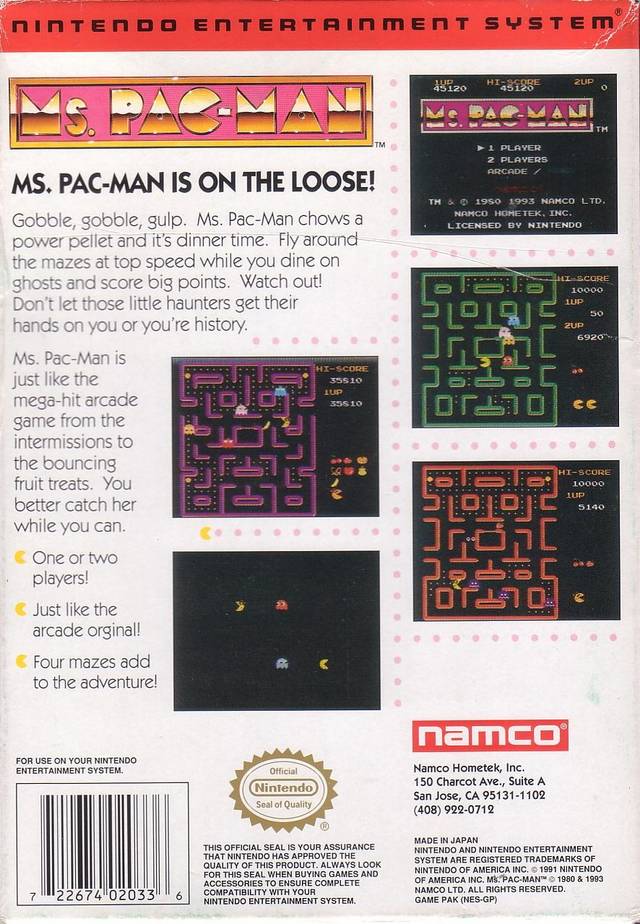 NINTENDO ENTERTAINMENT SYSTEM®
MS. PAC-MAN TM
MS. PAC-MAN IS ON THE LOOSE!
Gobble, gobble, gulp. Ms. Pac-Man chows a
power pellet and it's dinner time. Fly around
the mazes at top speed while you dine on
ghosts and score big points. Watch out!
Don't let those little haunters get their
hands on you or you're history.
Ms. Pac-Man is
just like the
mega-hit arcade
game from the
intermissions to
the bouncing
fruit treats. You
better catch her
while you can.
One or two
players!
Just like the
arcade orginal!
Four mazes add
to the adventure!
HI-SCORE
35810
1UP
35810
1UP HI-SCORE 2UP
45120 45120 0
MS. PAC-MAN TM
1 PLAYER
2 PLAYERS
ARCADE /
TM & © 1980 1993 NAMCO LTD.
NAMCO HOMETEK, INC.
LICENSED BY NINTENDO
HI-SCORE
10000
1UP
50
2UP
6920
HI-SCORE
10000
1UP
5140
FOR USE ON YOUR NINTENDO
ENTERTAINMENT SYSTEM.
7 22674 02033 6
Official
Nintendo
Seal of Quality
®
THIS OFFICIAL SEAL IS YOUR ASSURANCE
THAT NINTENDO HAS APPROVED THE
QUALITY OF THIS PRODUCT. ALWAYS LOOK
FOR THIS SEAL WHEN BUYING GAMES AND
ACCESSORIES TO ENSURE COMPLETE
COMPATIBILITY WITH YOUR
NINTENDO ENTERTAINMENT SYSTEM.
namco®
Namco Hometek, Inc.
150 Charcot Ave., Suite A
San Jose, CA 95131-1102
(408) 922-0712
MADE IN JAPAN
NINTENDO AND NINTENDO ENTERTAINMENT
SYSTEM ARE REGISTERED TRADEMARKS OF
NINTENDO OF AMERICA INC. © 1991 NINTENDO
OF AMERICA INC. MS. PAC-MAN™ © 1980 & 1993
NAMCO LTD. ALL RIGHTS RESERVED.
GAME PAK (NES-GP)